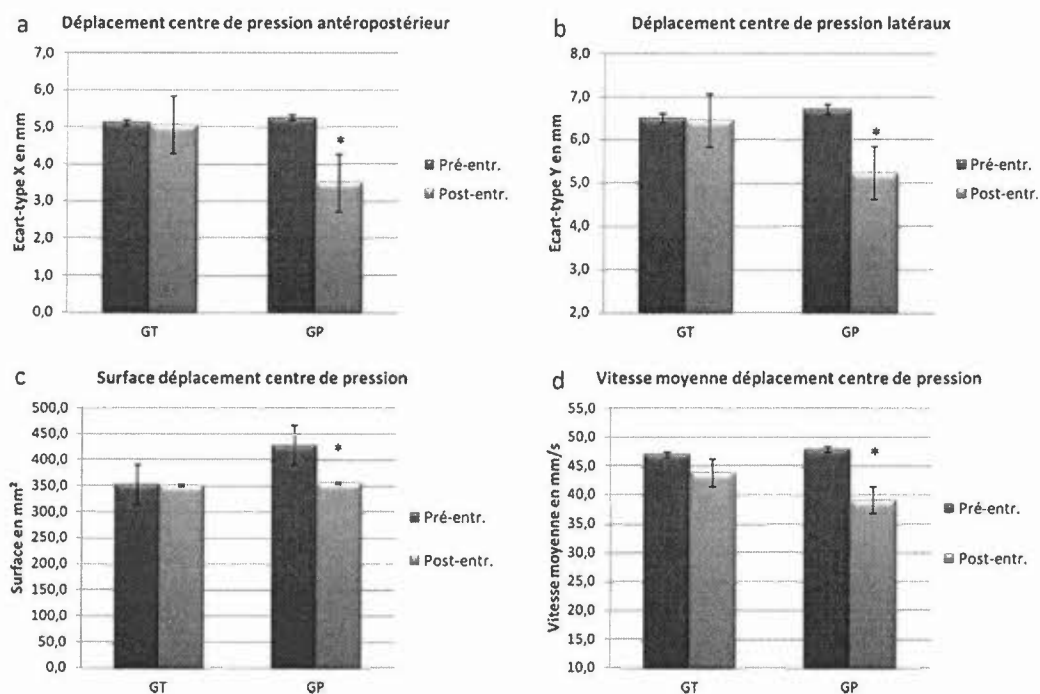 a
Déplacement centre de pression antéropostérieur
7,0
6,0
5,0
4,0
3,0
2,0
1,0
0,0
Ecart-type X en mm
*
GT
GP
Pré-entr.
Post-entr.
b
Déplacement centre de pression latéraux
8,0
7,0
6,0
5,0
4,0
3,0
2,0
Ecart-type Y en mm
*
GT
GP
Pré-entr.
Post-entr.
c
Surface déplacement centre de pression
500,0
450,0
400,0
350,0
300,0
250,0
200,0
150,0
100,0
50,0
0,0
Surface en mm²
*
GT
GP
Pré-entr.
Post-entr.
d
Vitesse moyenne déplacement centre de pression
55,0
50,0
45,0
40,0
35,0
30,0
25,0
20,0
15,0
10,0
Vitesse moyenne en mm/s
*
GT
GP
Pré-entr.
Post-entr.